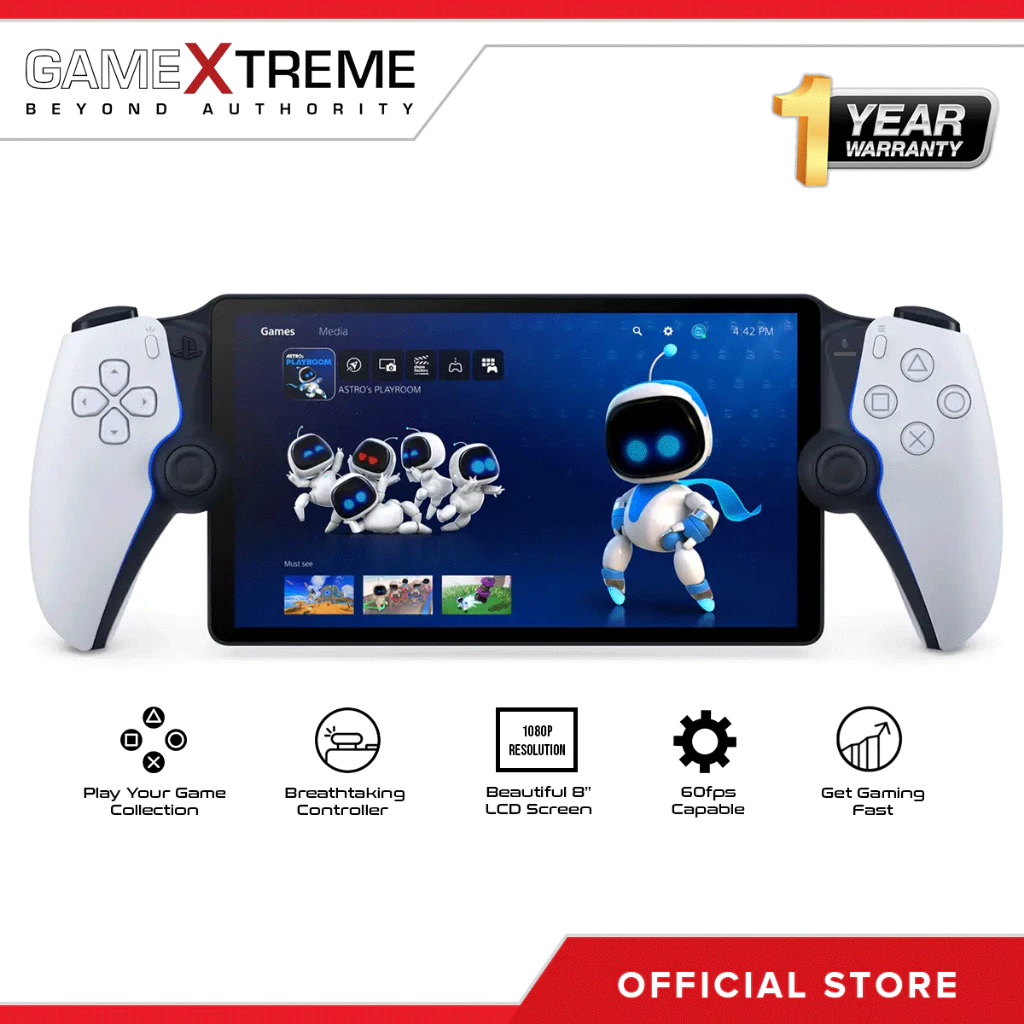 GAMEXTREME
BEYOND AUTHORITY
1 YEAR
WARRANTY
Games Media
4:42 PM
ASTRO's
PLAYROOM
ASTRO's PLAYROOM
Must see
1080P
RESOLUTION
Play Your Game
Collection
Breathtaking
Controller
Beautiful 8”
LCD Screen
60fps
Capable
Get Gaming
Fast
OFFICIAL STORE